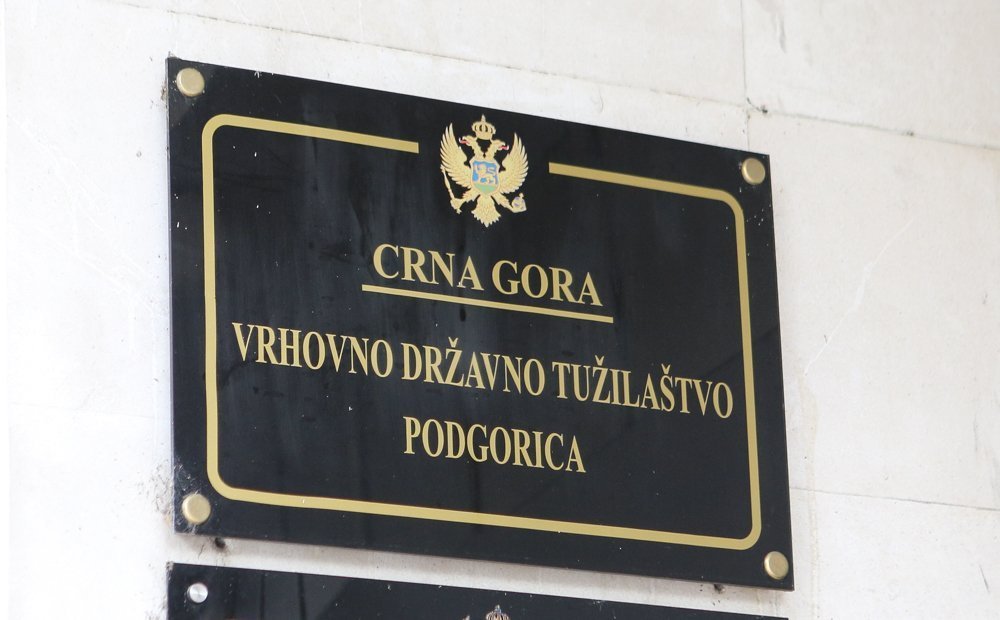 CRNA GORA
VRHOVNO DRŽAVNO TUŽILAŠTVO
PODGORICA